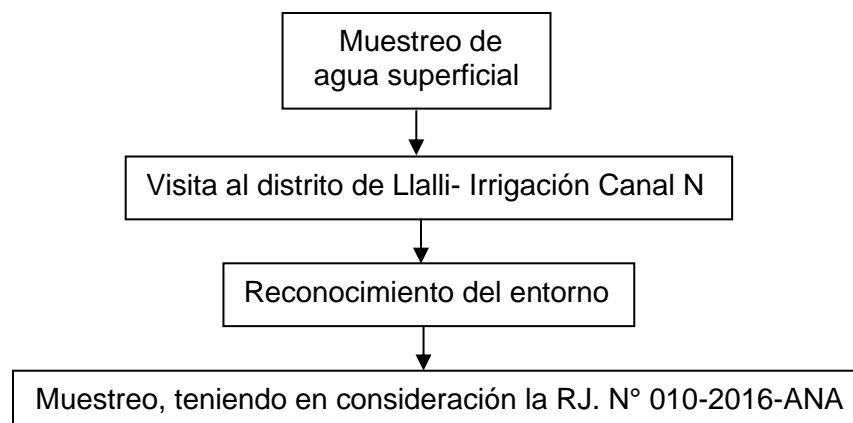 Muestreo de
agua superficial
Visita al distrito de Llalli- Irrigación Canal N
Reconocimiento del entorno
Muestreo, teniendo en consideración la RJ. N° 010-2016-ANA